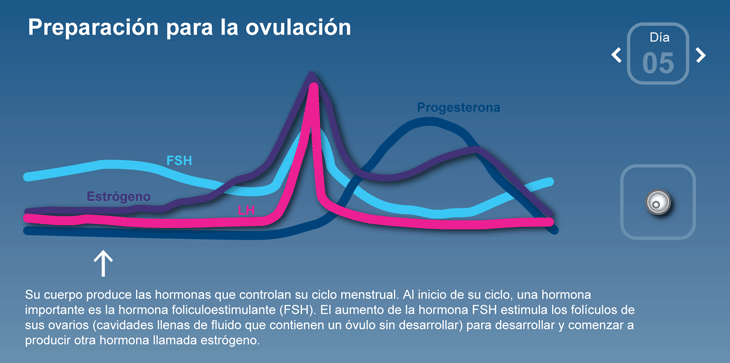 Preparación para la ovulación
Día
05
Progesterona
FSH
Estrógeno
LH
Su cuerpo produce las hormonas que controlan su ciclo menstrual. Al inicio de su ciclo, una hormona
importante es la hormona foliculoestimulante (FSH). El aumento de la hormona FSH estimula los folículos de
sus ovarios (cavidades llenas de fluido que contienen un óvulo sin desarrollar) para desarrollar y comenzar a
producir otra hormona llamada estrógeno.